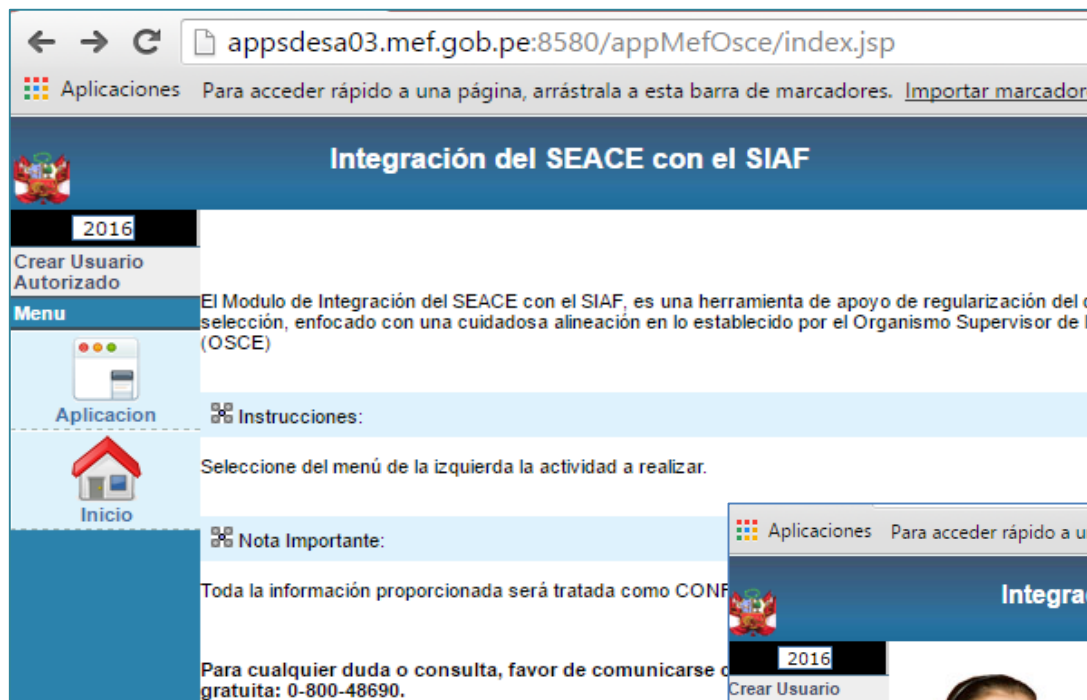 appsdesa03.mef.gob.pe:8580/appMefOsce/index.jsp
Aplicaciones Para acceder rápido a una página, arrástrala a esta barra de marcadores. Importar marcador
Integración del SEACE con el SIAF
2016
Crear Usuario
Autorizado
Menu
Aplicacion
Inicio
El Modulo de Integración del SEACE con el SIAF, es una herramienta de apoyo de regularización del
selección, enfocado con una cuidadosa alineación en lo establecido por el Organismo Supervisor de
(OSCE)
Instrucciones:
Seleccione del menú de la izquierda la actividad a realizar.
Nota Importante:
Toda la información proporcionada será tratada como CONF
Para cualquier duda o consulta, favor de comunicarse
gratuita: 0-800-48690.
Aplicaciones Para acceder rápido a u
Integra
2016
Crear Usuario